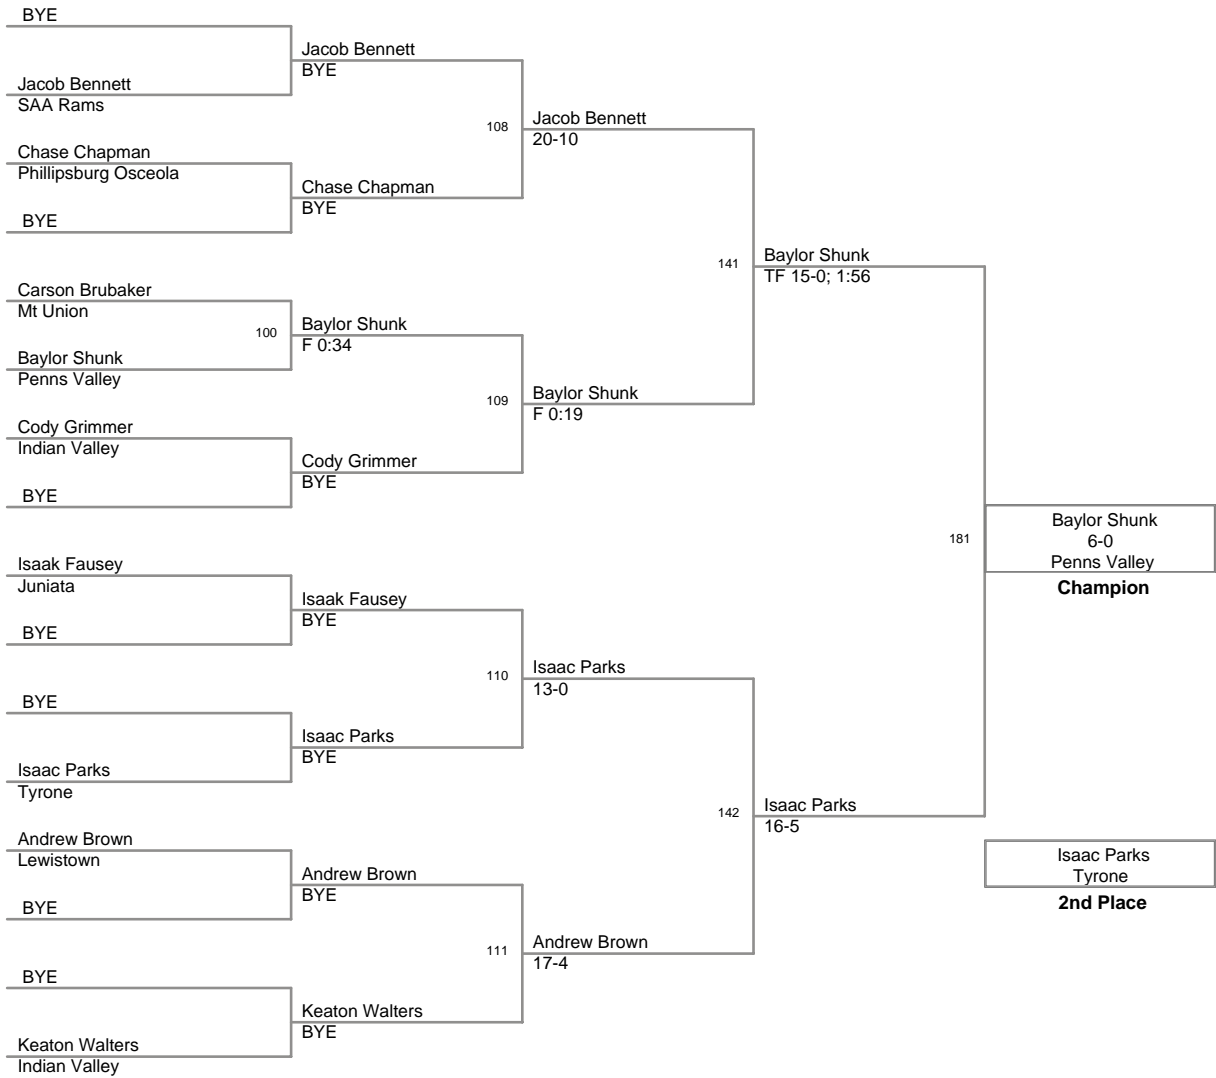 BYE
Jacob Bennett
BYE
Jacob Bennett
SAA Rams
Jacob Bennett
20-10
108
Chase Chapman
Phillipsburg Osceola
Chase Chapman
BYE
BYE
Baylor Shunk
TF 15-0; 1:56
141
Carson Brubaker
Mt Union
Baylor Shunk
F 0:34
100
Baylor Shunk
Penns Valley
Baylor Shunk
F 0:19
109
Cody Grimmer
Indian Valley
Cody Grimmer
BYE
BYE
Baylor Shunk
6-0
Penns Valley
Champion
181
Isaak Fausey
Juniata
Isaak Fausey
BYE
BYE
Isaac Parks
13-0
110
BYE
Isaac Parks
BYE
Isaac Parks
Tyrone
Isaac Parks
16-5
142
Andrew Brown
Lewistown
Andrew Brown
BYE
BYE
Isaac Parks
Tyrone
2nd Place
Andrew Brown
17-4
111
BYE
Keaton Walters
BYE
Keaton Walters
Indian Valley